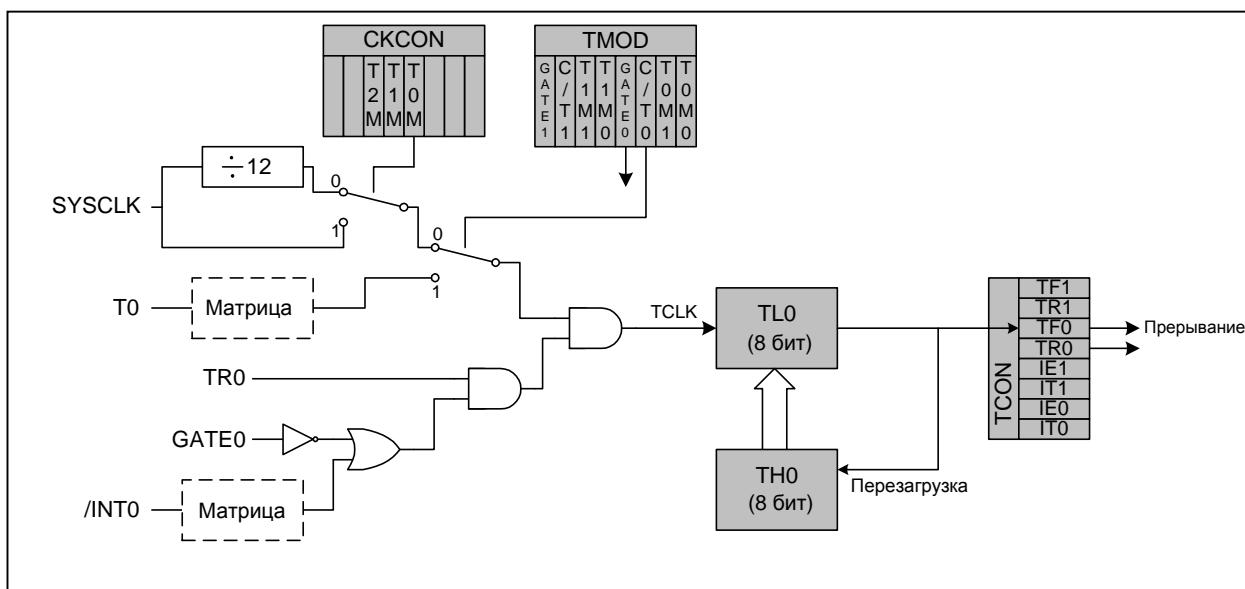 CKCON
T2M T1M T0M
TMOD
GATE1 C/T1 T1M1 T1M0 GATE0 C/T0 T0M1 T0M0
÷12
0
SYSCLK
1
0
T0
Матрица
1
TCLK
TL0
(8 бит)
TCON
TF1
TR1
TF0
Прерывание
TR0
IE1
IT1
IE0
IT0
TR0
GATE0
/INT0
Матрица
TH0
(8 бит)
Перезагрузка